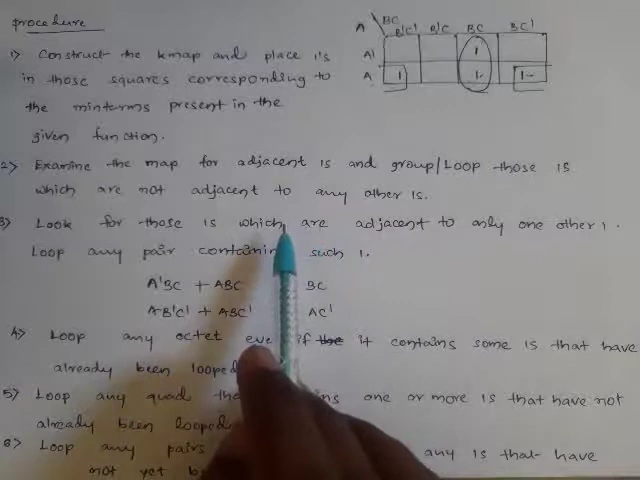 procedure
A \ BC
B'C' B'C BC BC'
A' 1
A 1 1 1
1) Construct the kmap and place 1's
in those squares corresponding to
the minterms present in the
given function.
2) Examine the map for adjacent 1s and group/Loop those 1s
which are not adjacent to any other 1s.
3) Look for those 1s which are adjacent to only one other 1.
Loop any pair containin such 1.
A'BC + ABC BC
AB'C' + ABC' AC'
4) Loop any octet eve if it contains some 1s that have
already been looped
5) Loop any quad tha ins one or more 1s that have not
already been looped
6) Loop any pairs any 1s that have
not yet b